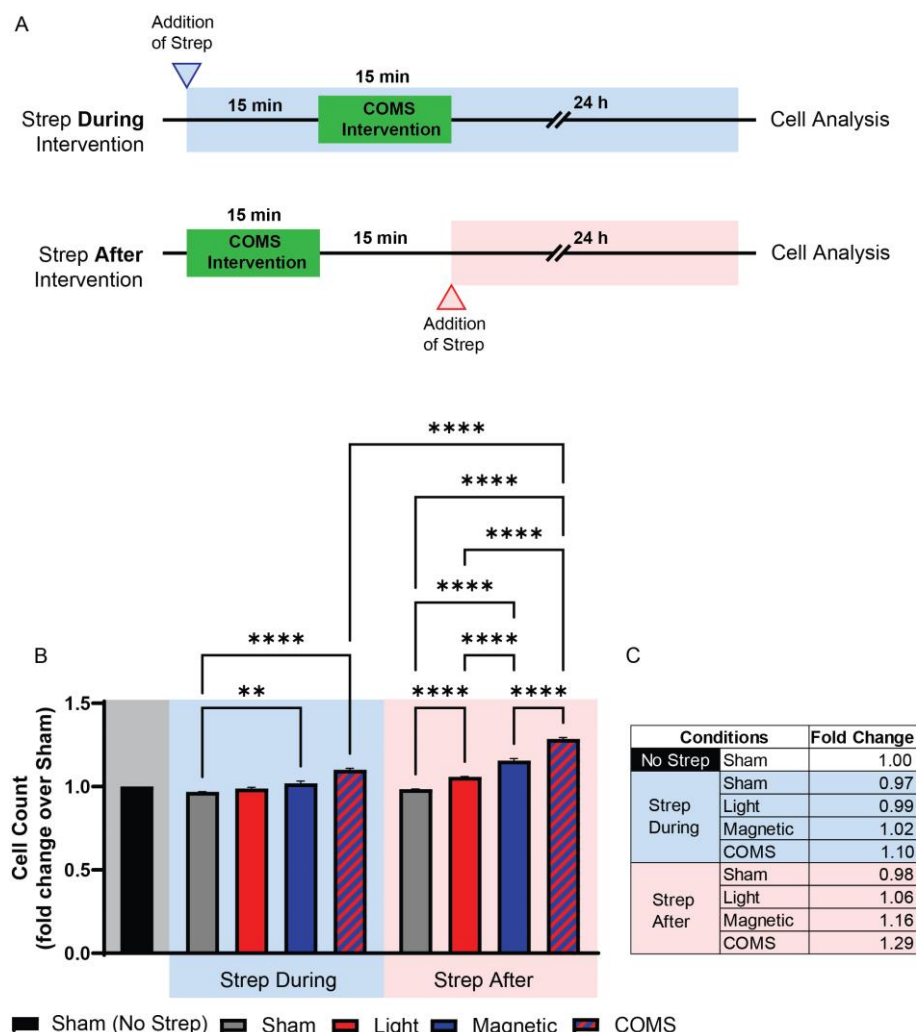 A
Addition
of Strep
15 min
15 min
COMS
Intervention
24 h
Strep During
Intervention
Cell Analysis
15 min
COMS
Intervention
15 min
24 h
Strep After
Intervention
Cell Analysis
Addition
of Strep
B
****
****
****
****
****
****
**
****
****
Cell Count
(fold change over Sham)
1.5
1.0
0.5
0.0
Strep During
Strep After
Sham (No Strep) Sham Light Magnetic COMS
C
Conditions Fold Change
No Strep Sham 1.00
Strep During Sham 0.97
Light 0.99
Magnetic 1.02
COMS 1.10
Strep After Sham 0.98
Light 1.06
Magnetic 1.16
COMS 1.29